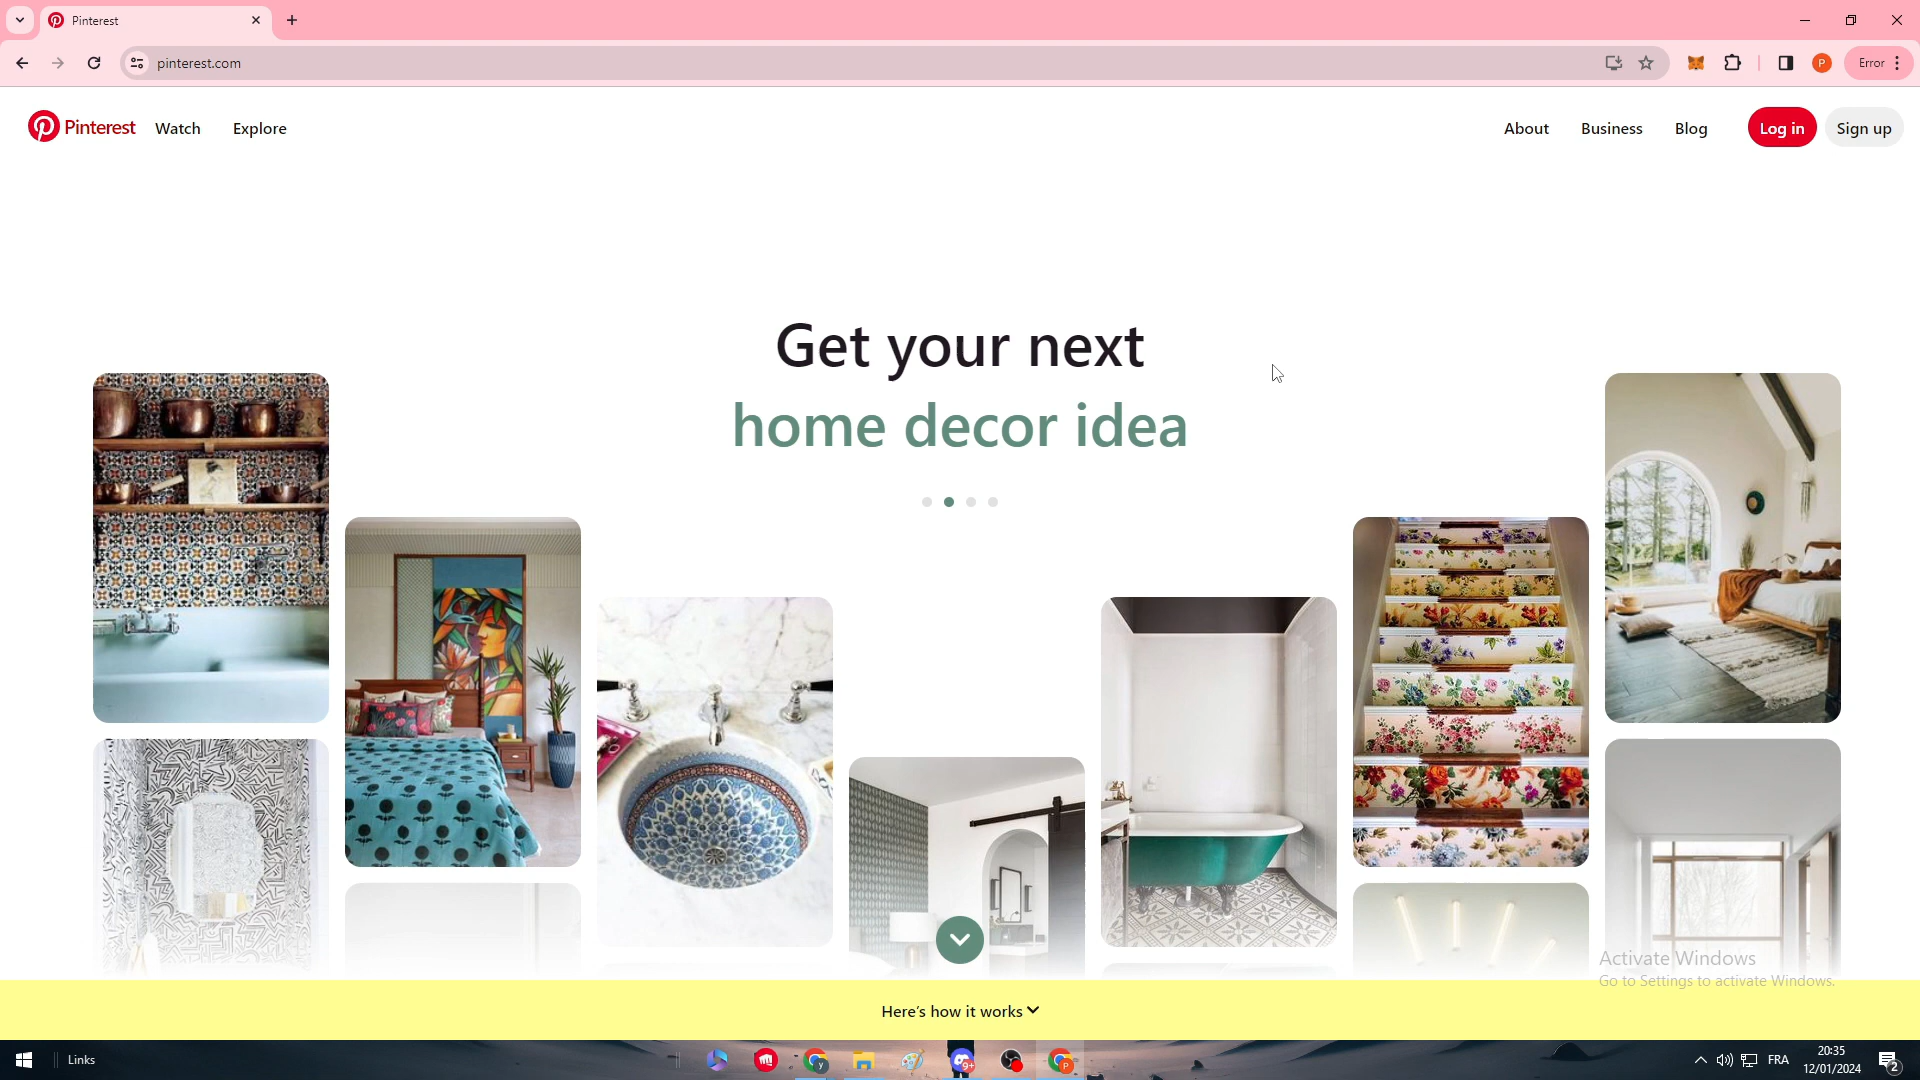 Pinterest
pinterest.com
P
Error
Pinterest
Watch
Explore
About
Business
Blog
Log in
Sign up
Get your next
home decor idea
Activate Windows
Go to Settings to activate Windows.
Here's how it works
Links
y
9+
P
FRA
20:35
12/01/2024
2